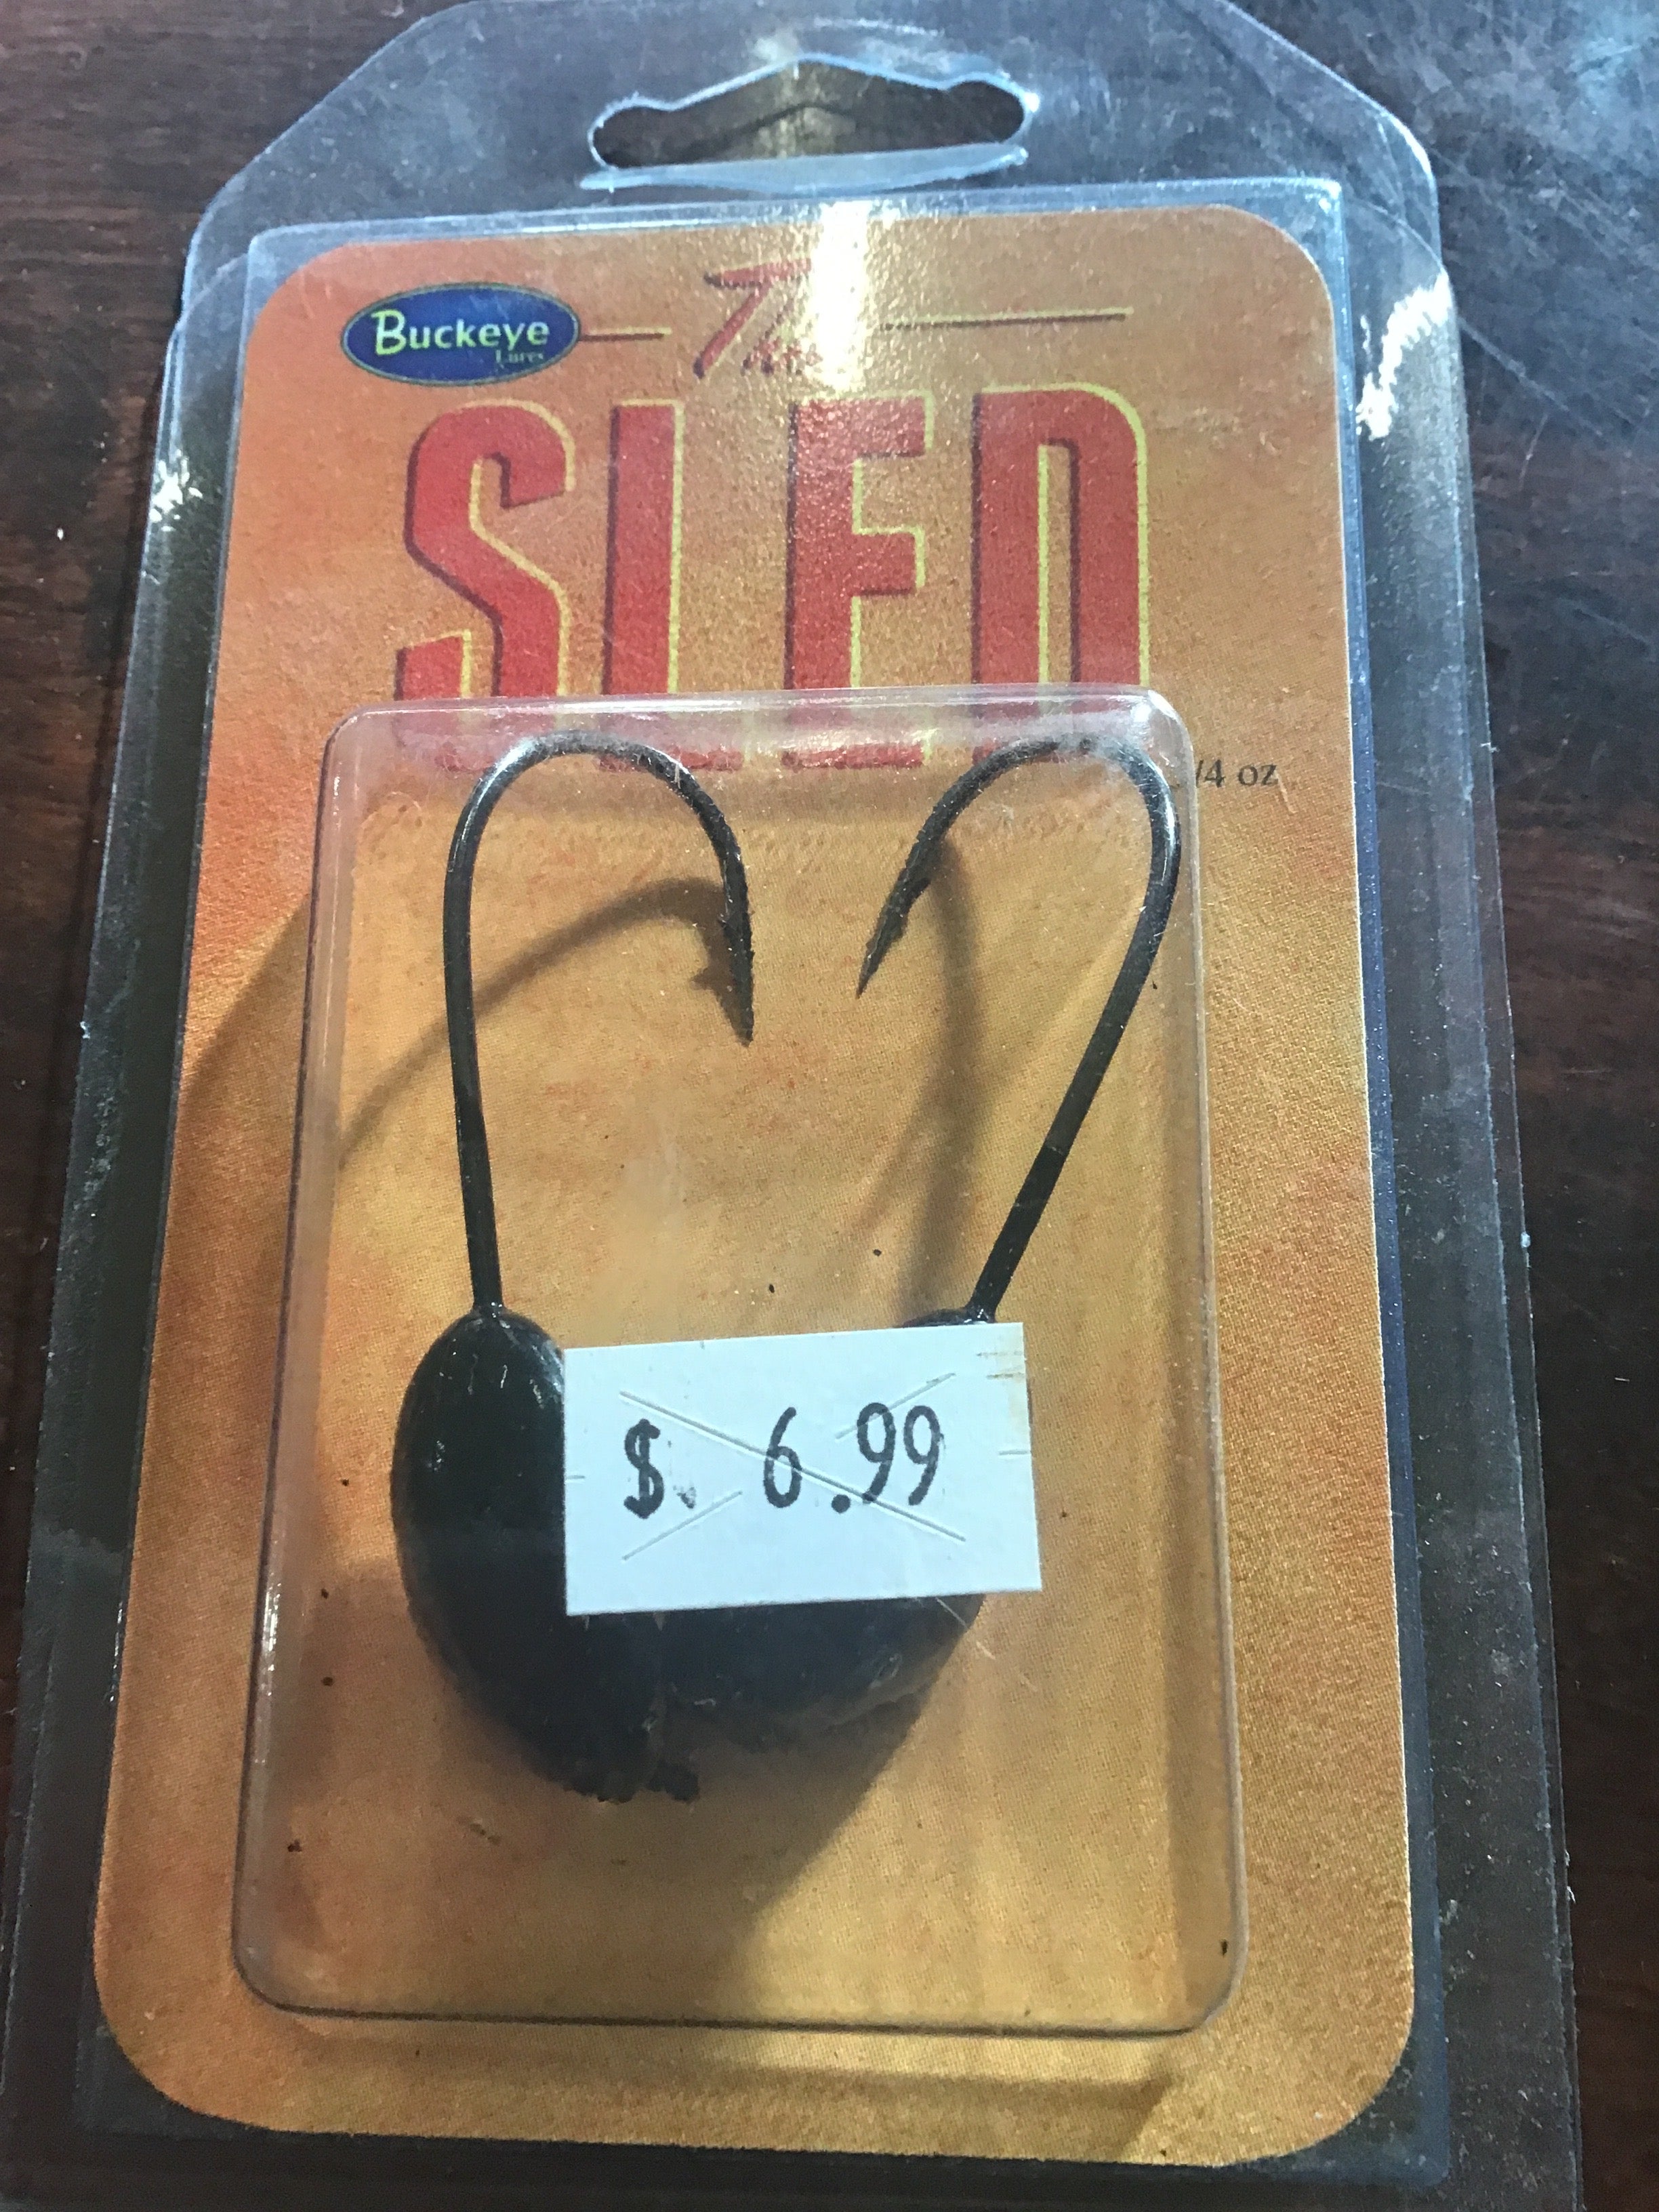 Buckeye
Lures
The
SLED
/4 oz
$. 6.99